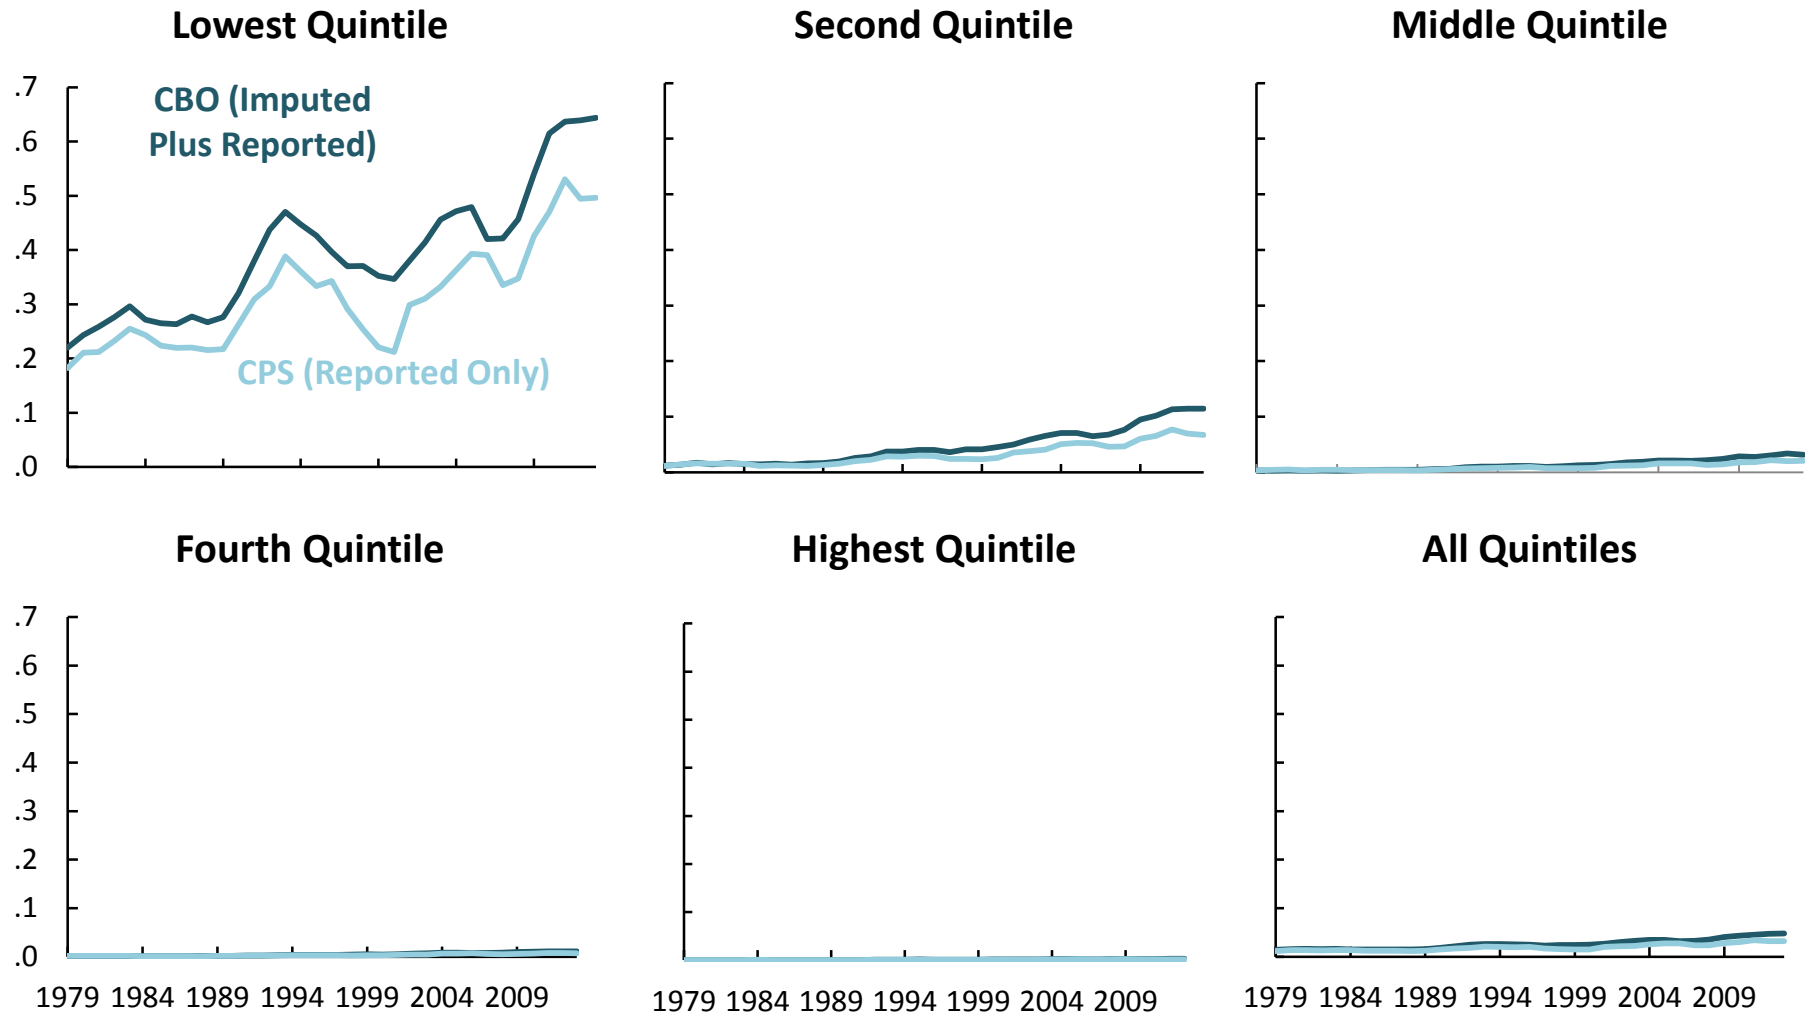 Lowest Quintile
Second Quintile
Middle Quintile
.7
.6
.5
.4
.3
.2
.1
.0
CBO (Imputed
Plus Reported)
CPS (Reported Only)
Fourth Quintile
Highest Quintile
All Quintiles
.7
.6
.5
.4
.3
.2
.1
.0
1979 1984 1989 1994 1999 2004 2009
1979 1984 1989 1994 1999 2004 2009
1979 1984 1989 1994 1999 2004 2009